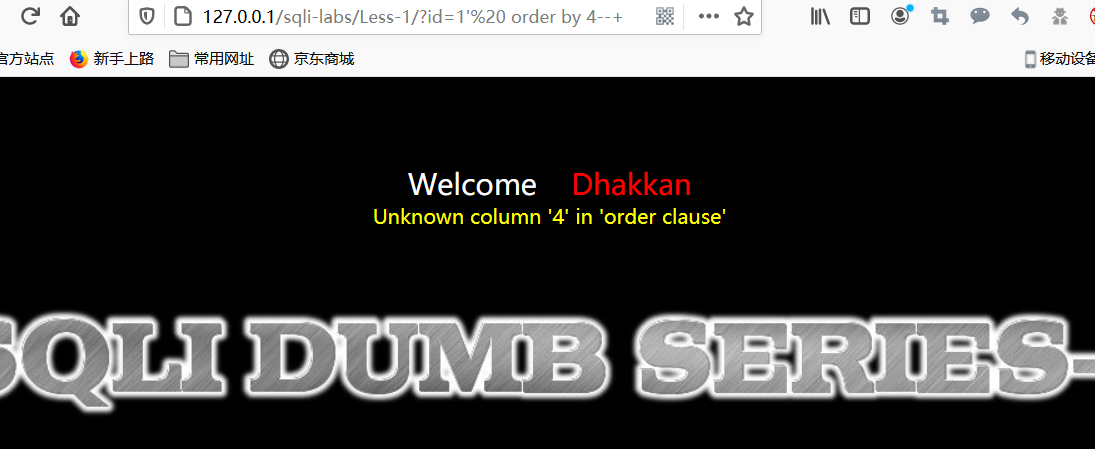 127.0.0.1/sqli-labs/Less-1/?id=1'%20 order by 4--+
官方站点 新手上路 常用网址 京东商城 移动设备
Welcome Dhakkan
Unknown column '4' in 'order clause'
SQLI DUMB SERIES-